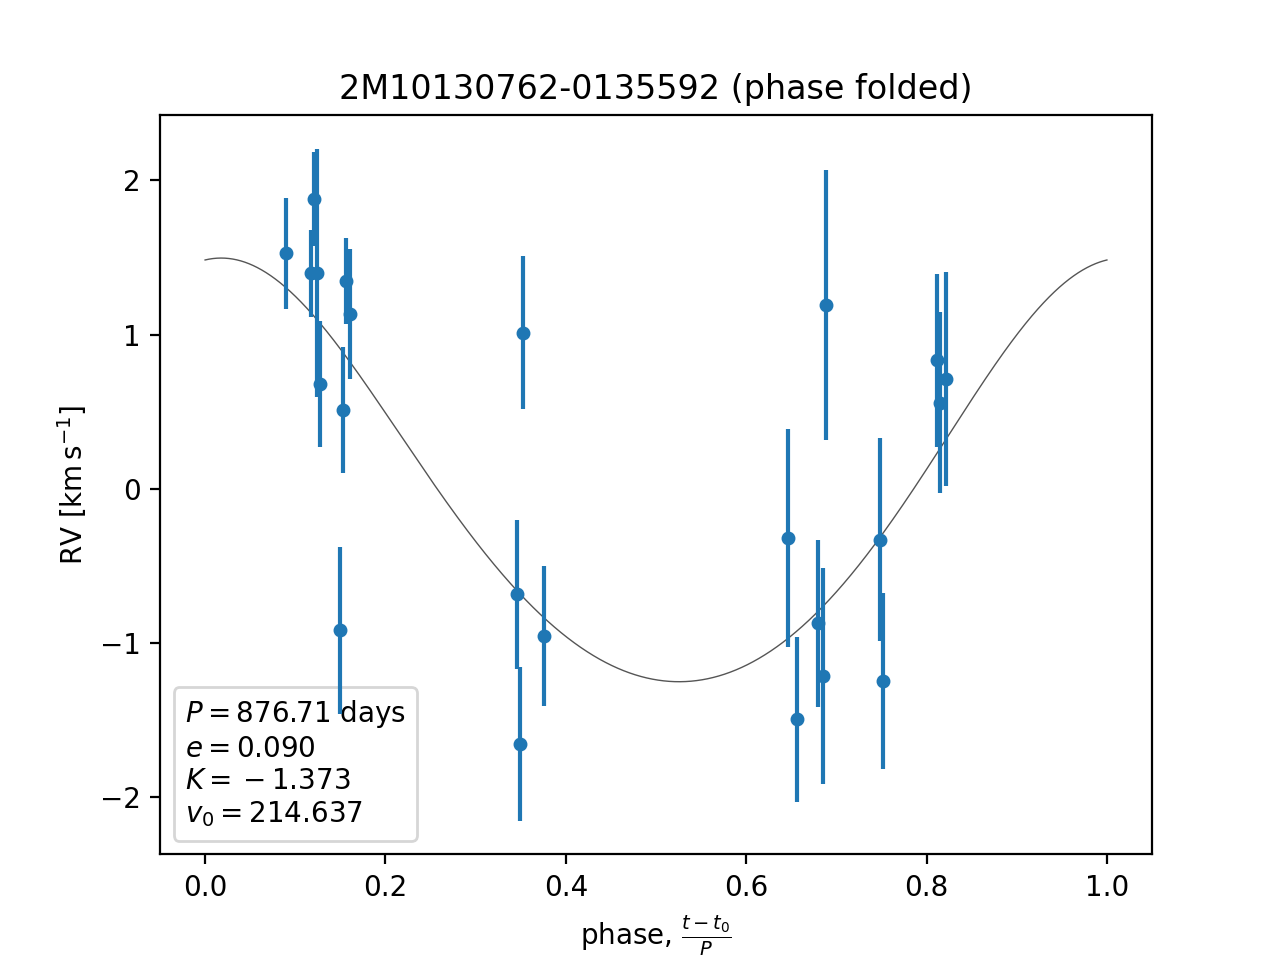 2M10130762-0135592 (phase folded)
2
1
0
−1
−2
RV [km s⁻¹]
P = 876.71 days
e = 0.090
K = −1.373
v₀ = 214.637
0.0 0.2 0.4 0.6 0.8 1.0
phase, (t − t₀)/P